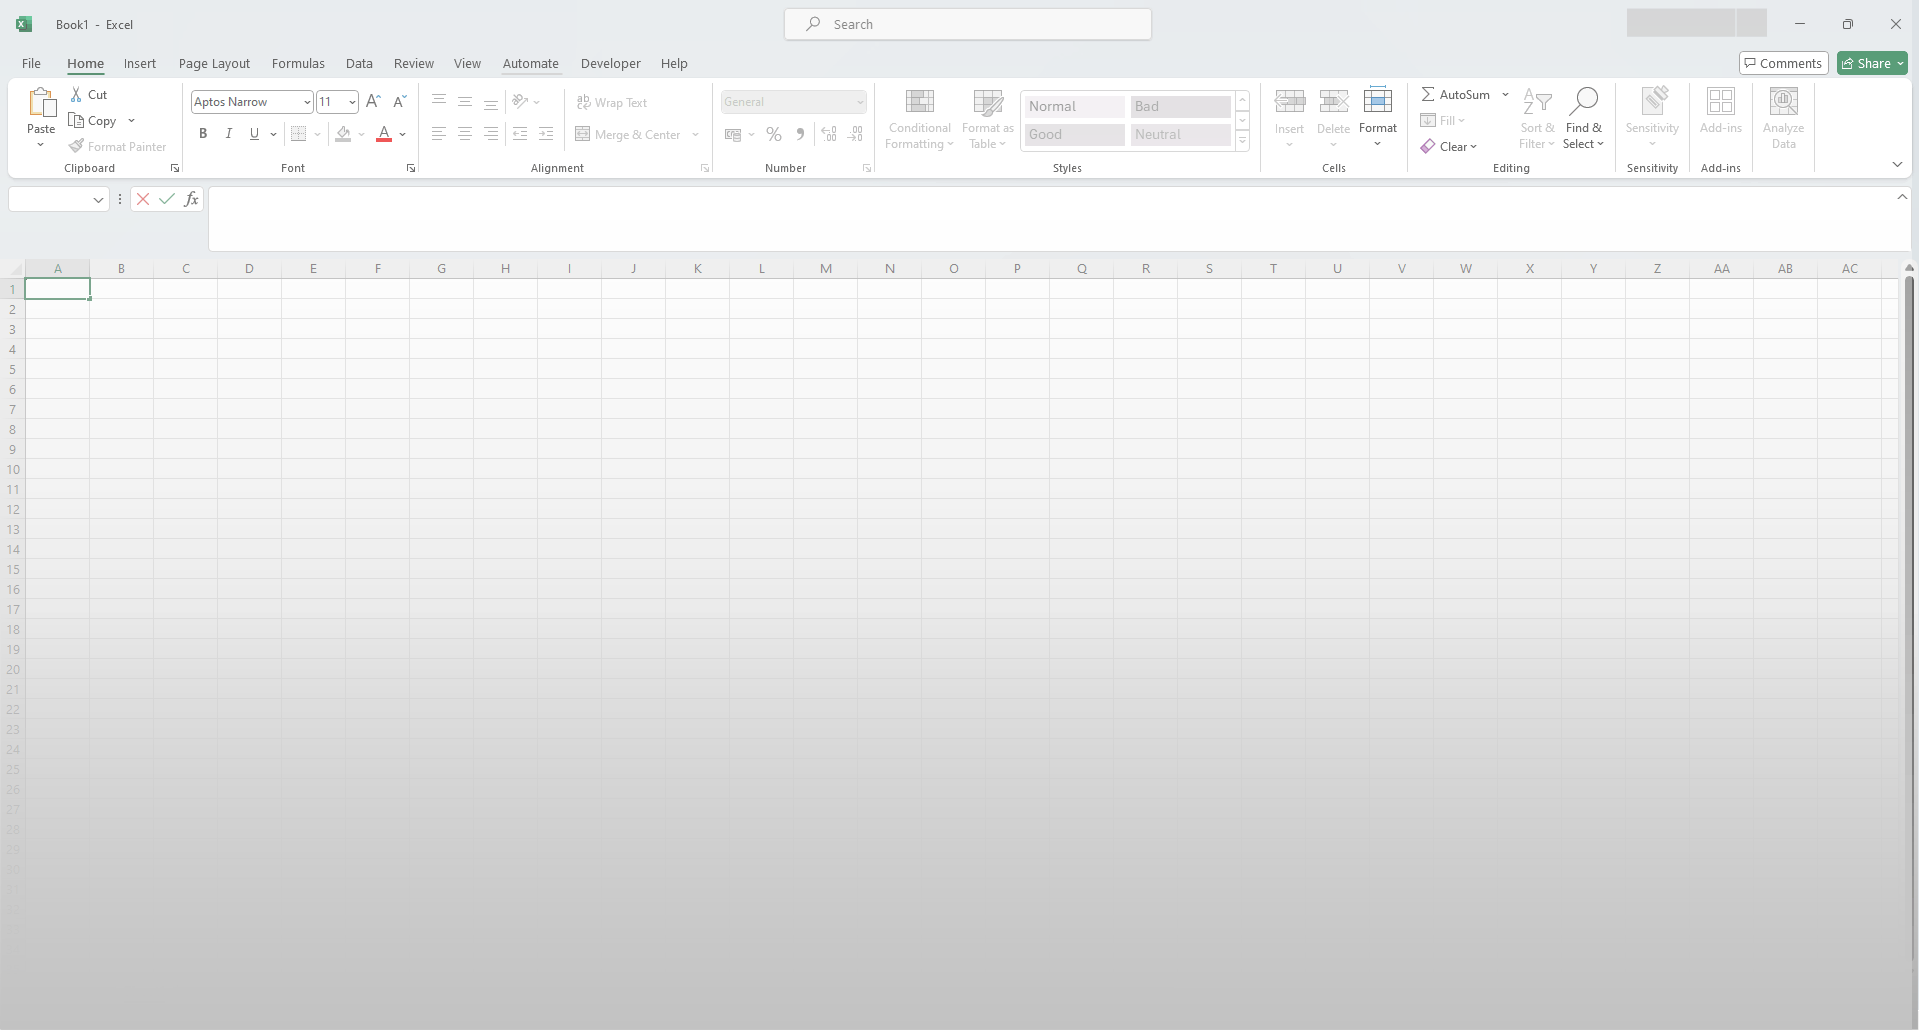 Book1 - Excel
Search
File Home Insert Page Layout Formulas Data Review View Automate Developer Help
Comments Share
Paste
Cut
Copy
Format Painter
Clipboard
Aptos Narrow 11
B I U
Font
Wrap Text
Merge & Center
Alignment
General
Number
Conditional Formatting
Format as Table
Normal Bad
Good Neutral
Styles
Insert Delete Format
Cells
AutoSum
Fill
Clear
Sort & Filter
Find & Select
Editing
Sensitivity
Sensitivity
Add-ins
Add-ins
Analyze Data
fx
A B C D E F G H I J K L M N O P Q R S T U V W X Y Z AA AB AC
1
2
3
4
5
6
7
8
9
10
11
12
13
14
15
16
17
18
19
20
21
22
23
24
25
26
27
28
29
30